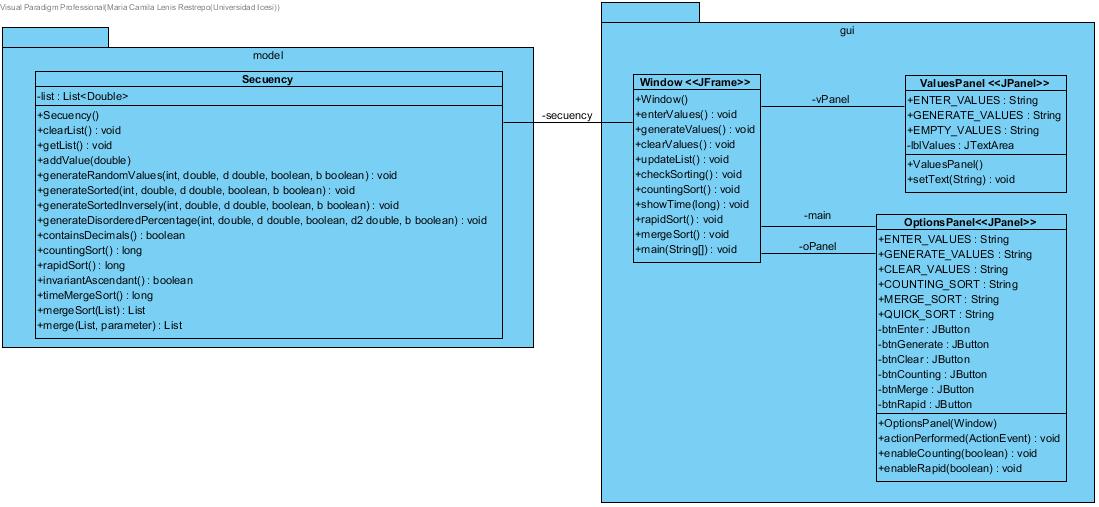 Visual Paradigm Professional(Maria Camila Lenis Restrepo(Universidad Icesi))
model
Secuency
-list : List<Double>
+Secuency()
+clearList() : void
+getList() : void
+addValue(double)
+generateRandomValues(int, double, d double, boolean, b boolean) : void
+generateSorted(int, double, d double, boolean, b boolean) : void
+generateSortedInversely(int, double, d double, boolean, b boolean) : void
+generateDisorderedPercentage(int, double, d double, boolean, d2 double, b boolean) : void
+containsDecimals() : boolean
+countingSort() : long
+rapidSort() : long
+invariantAscendant() : boolean
+timeMergeSort() : long
+mergeSort(List) : List
+merge(List, parameter) : List
-secuency
gui
Window <<JFrame>>
+Window()
+enterValues() : void
+generateValues() : void
+clearValues() : void
+updateList() : void
+checkSorting() : void
+countingSort() : void
+showTime(long) : void
+rapidSort() : void
+mergeSort() : void
+main(String[]) : void
-vPanel
-main
-oPanel
ValuesPanel <<JPanel>>
+ENTER_VALUES : String
+GENERATE_VALUES : String
+EMPTY_VALUES : String
-lblValues : JTextArea
+ValuesPanel()
+setText(String) : void
OptionsPanel<<JPanel>>
+ENTER_VALUES : String
+GENERATE_VALUES : String
+CLEAR_VALUES : String
+COUNTING_SORT : String
+MERGE_SORT : String
+QUICK_SORT : String
-btnEnter : JButton
-btnGenerate : JButton
-btnClear : JButton
-btnCounting : JButton
-btnMerge : JButton
-btnRapid : JButton
+OptionsPanel(Window)
+actionPerformed(ActionEvent) : void
+enableCounting(boolean) : void
+enableRapid(boolean) : void